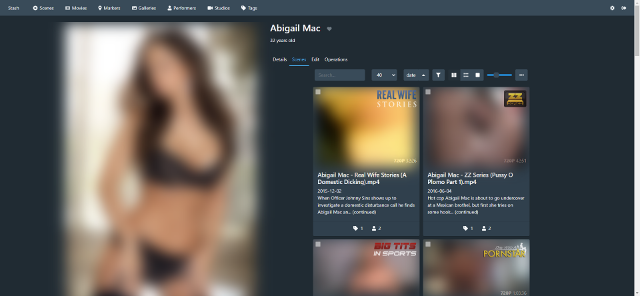 Stash Scenes Movies Markers Galleries Performers Studios Tags
Abigail Mac
32 years old
Details Scenes Edit Operations
Search...
40
date
REAL WIFE
STORIES
Abigail Mac - Real Wife Stories (A
Domestic Dicking).mp4
2015-12-02
When Officer Johnny Sins shows up to
investigate a domestic disturbance call he finds
Abigail Mac an... (continued)
1 2
ZZ
Abigail Mac - ZZ Series (Pussy O
Plomo Part 1).mp4
2016-06-04
Hot cop Abigail Mac is about to go undercover
at a Mexican brothel, but first she tries on
some hook... (continued)
1 2
BIG TITS
IN SPORTS
PORNSTAR